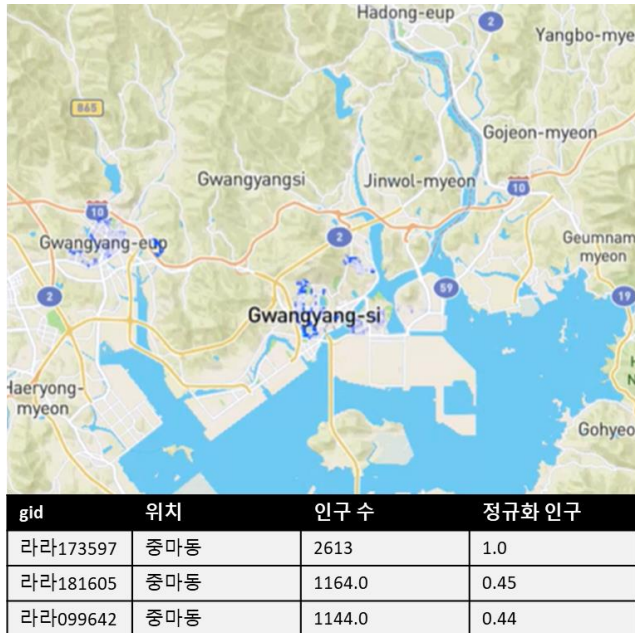 Hadong-eup
2
Yangbo-mye
865
Gojeon-myeon
Gwangyangsi
Jinwol-myeon
10
10
Gwangyang-eup
2
Geumnam-
myeon
2
59
19
Gwangyang-si
Haeryong-
myeon
H
N
Gohyeo
gid 위치 인구 수 정규화 인구
라라173597 중마동 2613 1.0
라라181605 중마동 1164.0 0.45
라라099642 중마동 1144.0 0.44